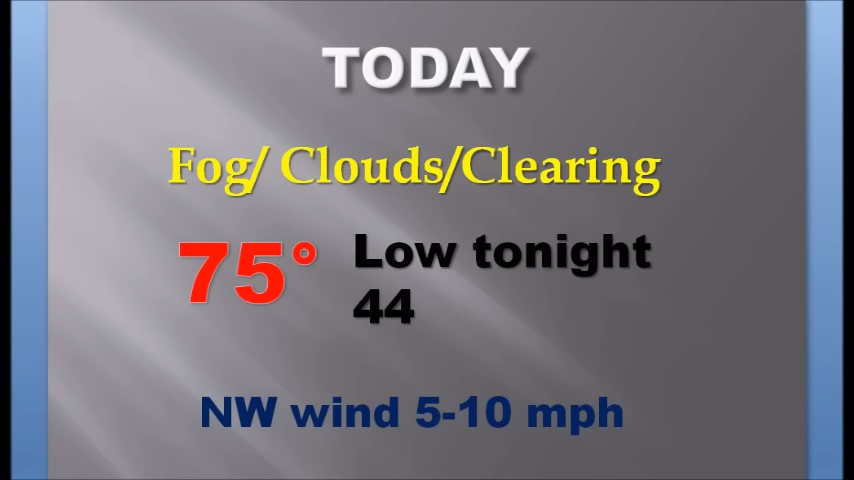 TODAY
Fog/ Clouds/Clearing
75°
Low tonight
44
NW wind 5-10 mph